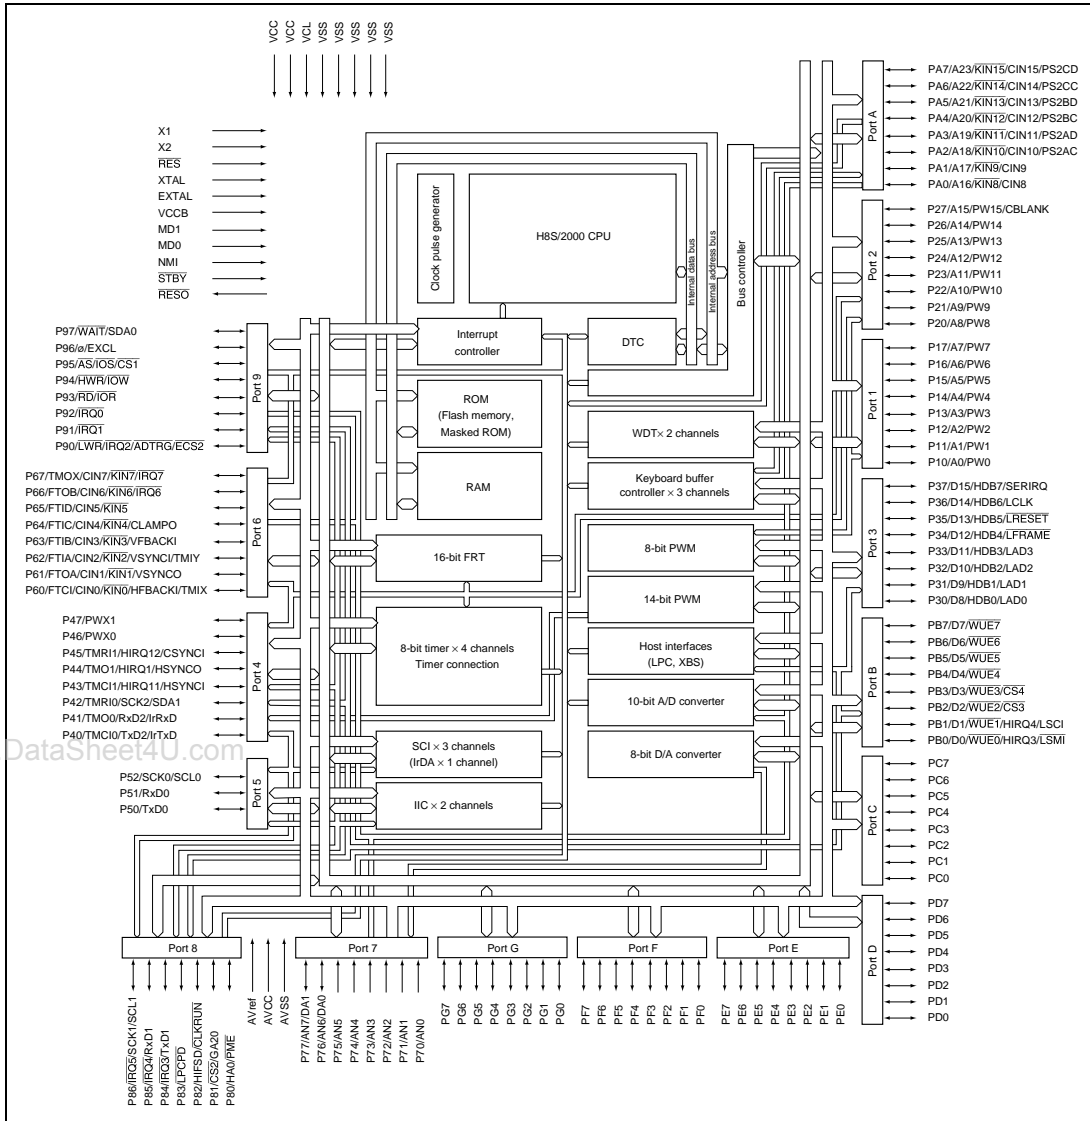 VCC
VCC
VCL
VSS
VSS
VSS
VSS
VSS
X1
X2
RES
XTAL
EXTAL
VCCB
MD1
MD0
NMI
STBY
RESO
Clock pulse generator
H8S/2000 CPU
Internal data bus
Internal address bus
Bus controller
Interrupt
controller
DTC
ROM
(Flash memory,
Masked ROM)
RAM
WDT× 2 channels
Keyboard buffer
controller × 3 channels
16-bit FRT
8-bit PWM
14-bit PWM
8-bit timer × 4 channels
Timer connection
Host interfaces
(LPC, XBS)
10-bit A/D converter
SCI × 3 channels
(IrDA × 1 channel)
8-bit D/A converter
IIC × 2 channels
P97/WAIT/SDA0
P96/ø/EXCL
P95/AS/IOS/CS1
P94/HWR/IOW
P93/RD/IOR
P92/IRQ0
P91/IRQ1
P90/LWR/IRQ2/ADTRG/ECS2
Port 9
P67/TMOX/CIN7/KIN7/IRQ7
P66/FTOB/CIN6/KIN6/IRQ6
P65/FTID/CIN5/KIN5
P64/FTIC/CIN4/KIN4/CLAMPO
P63/FTIB/CIN3/KIN3/VFBACKI
P62/FTIA/CIN2/KIN2/VSYNCI/TMIY
P61/FTOA/CIN1/KIN1/VSYNCO
P60/FTCI/CIN0/KIN0/HFBACKI/TMIX
Port 6
P47/PWX1
P46/PWX0
P45/TMRI1/HIRQ12/CSYNCI
P44/TMO1/HIRQ1/HSYNCO
P43/TMCI1/HIRQ11/HSYNCI
P42/TMRI0/SCK2/SDA1
P41/TMO0/RxD2/IrRxD
P40/TMCI0/TxD2/IrTxD
Port 4
DataSheet4U.com
P52/SCK0/SCL0
P51/RxD0
P50/TxD0
Port 5
Port A
PA7/A23/KIN15/CIN15/PS2CD
PA6/A22/KIN14/CIN14/PS2CC
PA5/A21/KIN13/CIN13/PS2BD
PA4/A20/KIN12/CIN12/PS2BC
PA3/A19/KIN11/CIN11/PS2AD
PA2/A18/KIN10/CIN10/PS2AC
PA1/A17/KIN9/CIN9
PA0/A16/KIN8/CIN8
Port 2
P27/A15/PW15/CBLANK
P26/A14/PW14
P25/A13/PW13
P24/A12/PW12
P23/A11/PW11
P22/A10/PW10
P21/A9/PW9
P20/A8/PW8
Port 1
P17/A7/PW7
P16/A6/PW6
P15/A5/PW5
P14/A4/PW4
P13/A3/PW3
P12/A2/PW2
P11/A1/PW1
P10/A0/PW0
Port 3
P37/D15/HDB7/SERIRQ
P36/D14/HDB6/LCLK
P35/D13/HDB5/LRESET
P34/D12/HDB4/LFRAME
P33/D11/HDB3/LAD3
P32/D10/HDB2/LAD2
P31/D9/HDB1/LAD1
P30/D8/HDB0/LAD0
Port B
PB7/D7/WUE7
PB6/D6/WUE6
PB5/D5/WUE5
PB4/D4/WUE4
PB3/D3/WUE3/CS4
PB2/D2/WUE2/CS3
PB1/D1/WUE1/HIRQ4/LSCI
PB0/D0/WUE0/HIRQ3/LSMI
Port C
PC7
PC6
PC5
PC4
PC3
PC2
PC1
PC0
Port D
PD7
PD6
PD5
PD4
PD3
PD2
PD1
PD0
Port 8
Port 7
Port G
Port F
Port E
P86/IRQ5/SCK1/SCL1
P85/IRQ4/RxD1
P84/IRQ3/TxD1
P83/LPCPD
P82/HIFSD/CLKRUN
P81/CS2/GA20
P80/HA0/PME
AVref
AVCC
AVSS
P77/AN7/DA1
P76/AN6/DA0
P75/AN5
P74/AN4
P73/AN3
P72/AN2
P71/AN1
P70/AN0
PG7
PG6
PG5
PG4
PG3
PG2
PG1
PG0
PF7
PF6
PF5
PF4
PF3
PF2
PF1
PF0
PE7
PE6
PE5
PE4
PE3
PE2
PE1
PE0